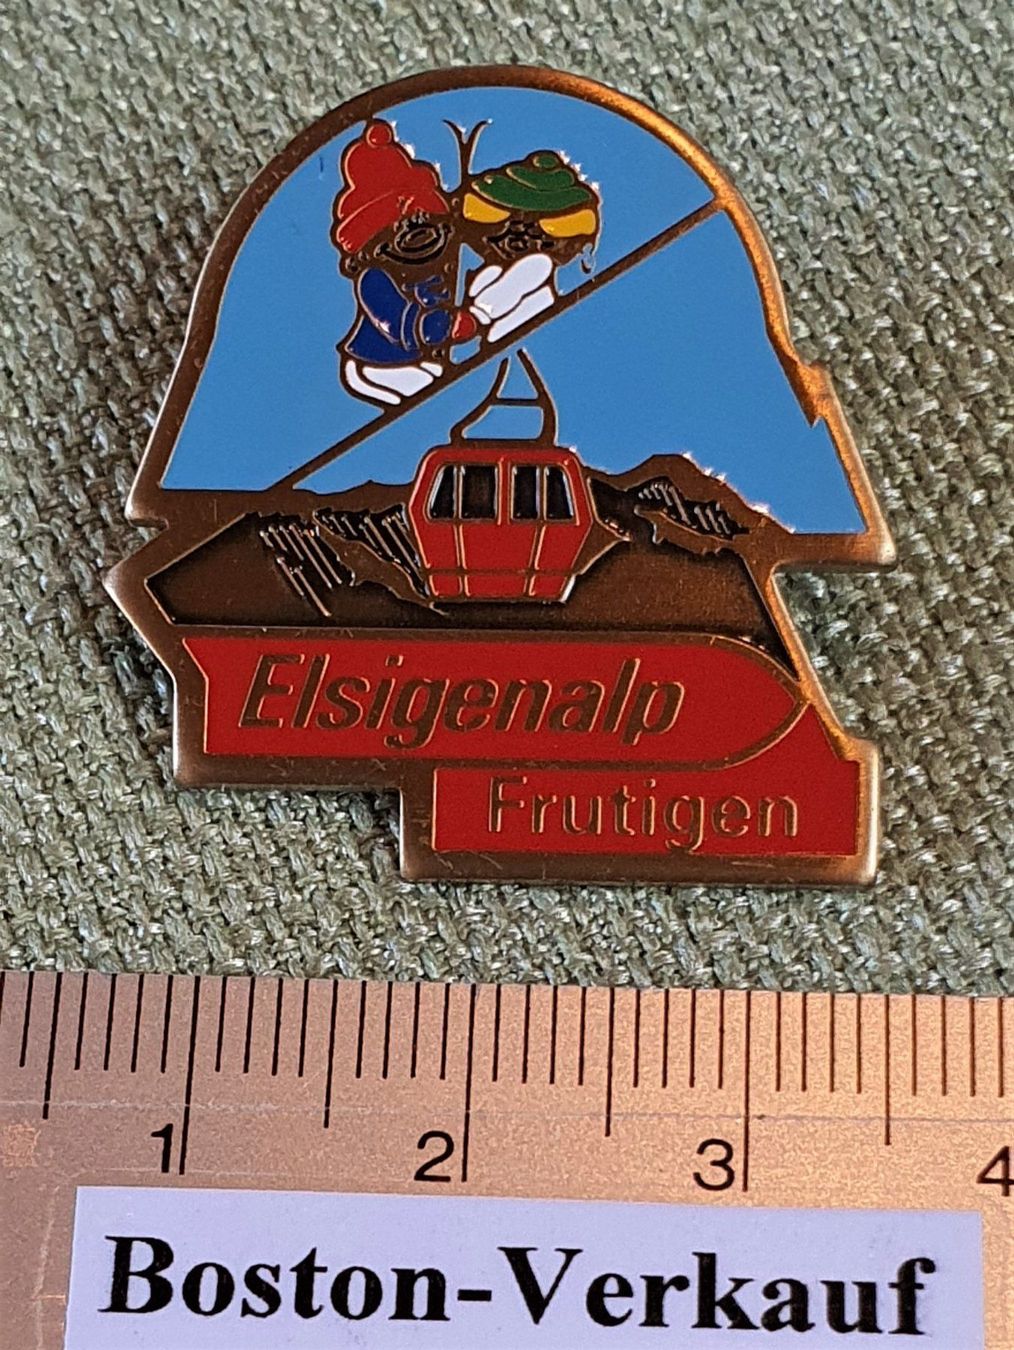 Elsigenalp
Frutigen
1 2 3 4
Boston-Verkauf